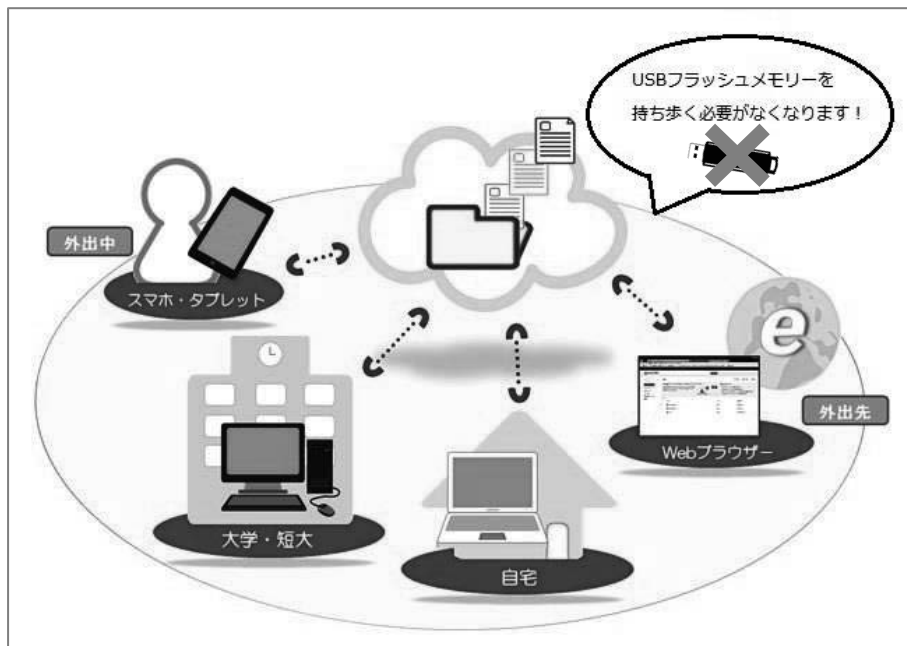 USBフラッシュメモリーを
持ち歩く必要がなくなります！
外出中
スマホ・タブレット
e
外出先
Webブラウザー
大学・短大
自宅